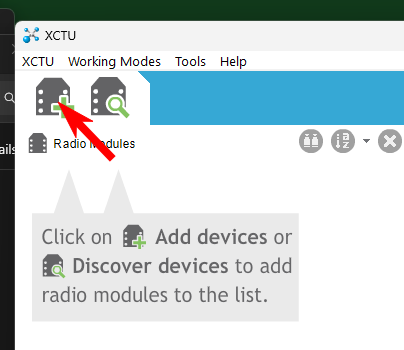 XCTU
XCTU Working Modes Tools Help
ails
Radio Modules
Click on Add devices or
Discover devices to add
radio modules to the list.